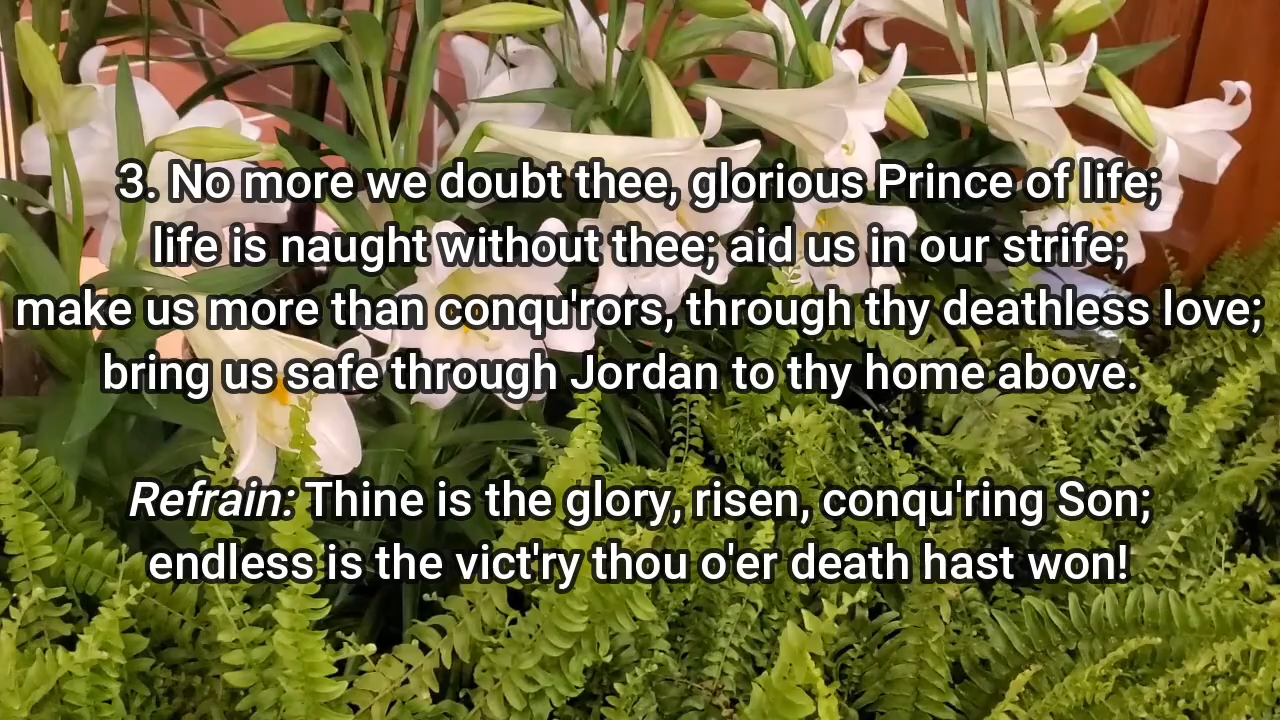 3. No more we doubt thee, glorious Prince of life;
life is naught without thee; aid us in our strife;
make us more than conqu'rors, through thy deathless love;
bring us safe through Jordan to thy home above.
Refrain: Thine is the glory, risen, conqu'ring Son;
endless is the vict'ry thou o'er death hast won!